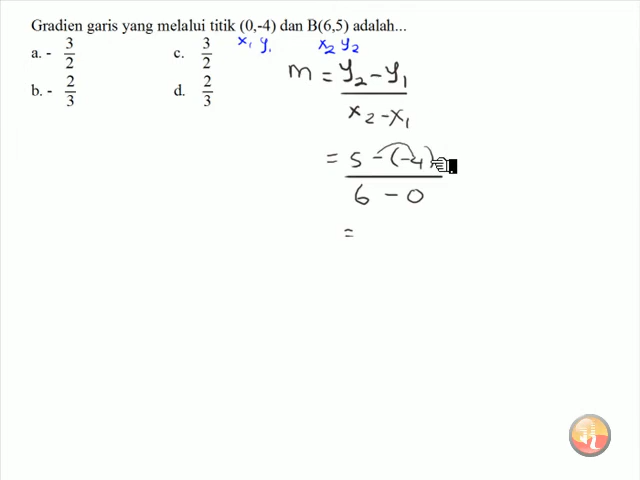 Gradien garis yang melalui titik (0,-4) dan B(6,5) adalah...
x₁ y₁ x₂ y₂
a. - 3/2 c. 3/2
b. - 2/3 d. 2/3
m = y₂ - y₁
x₂ - x₁
= 5 - (-4)
6 - 0
=